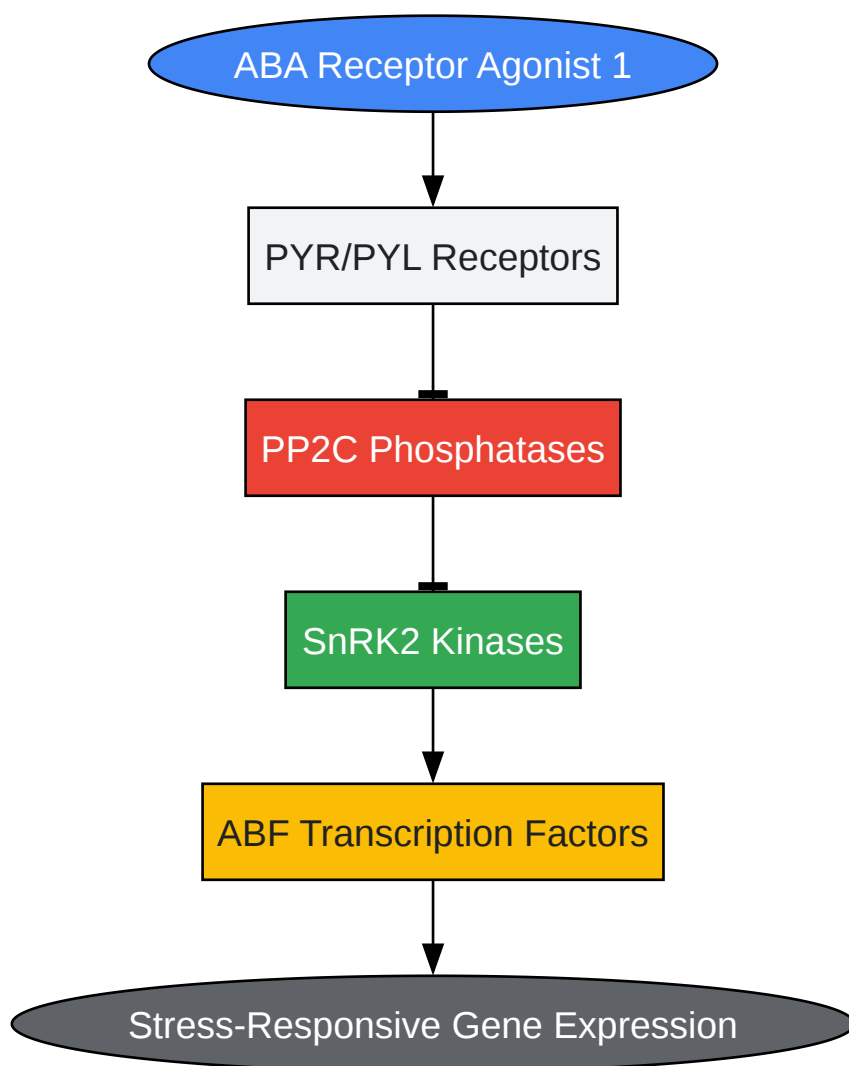 ABA Receptor Agonist 1
PYR/PYL Receptors
PP2C Phosphatases
SnRK2 Kinases
ABF Transcription Factors
Stress-Responsive Gene Expression